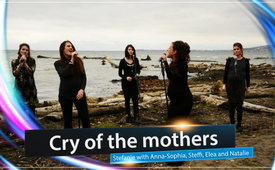 Cry of the mothers
Stefanie with Anna-Sophia, Steffi, Elea and Natalie